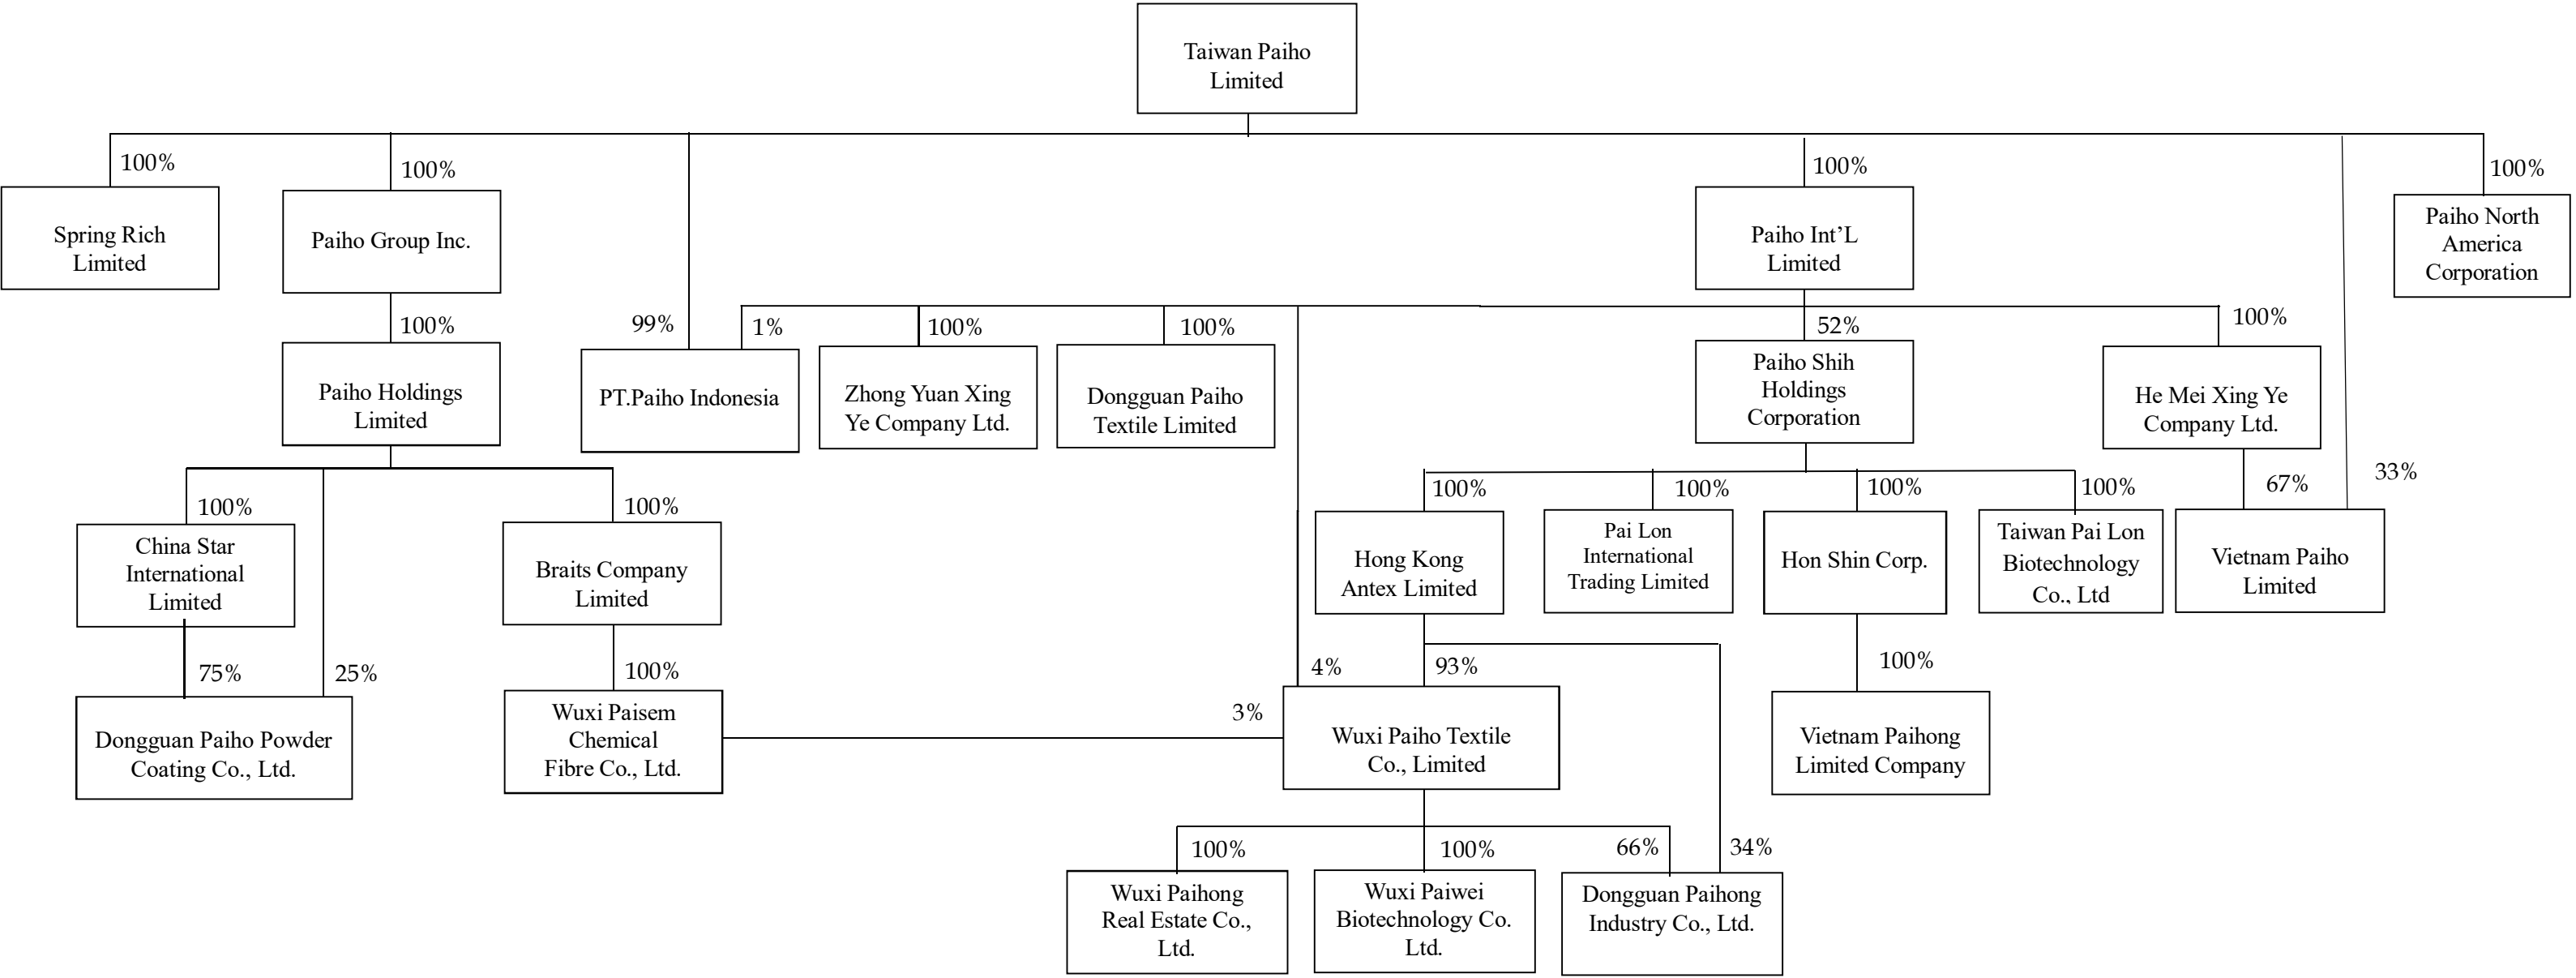 Taiwan Paiho
Limited
100%
100%
100%
100%
Spring Rich
Limited
Paiho Group Inc.
Paiho Int’L
Limited
Paiho North
America
Corporation
100%
99%
1%
100%
100%
52%
100%
Paiho Holdings
Limited
PT.Paiho Indonesia
Zhong Yuan Xing
Ye Company Ltd.
Dongguan Paiho
Textile Limited
Paiho Shih
Holdings
Corporation
He Mei Xing Ye
Company Ltd.
100%
100%
100%
100%
100%
100%
67%
33%
China Star
International
Limited
Braits Company
Limited
Hong Kong
Antex Limited
Pai Lon
International
Trading Limited
Hon Shin Corp.
Taiwan Pai Lon
Biotechnology
Co., Ltd
Vietnam Paiho
Limited
75%
25%
100%
4%
93%
100%
3%
Dongguan Paiho Powder
Coating Co., Ltd.
Wuxi Paisem
Chemical
Fibre Co., Ltd.
Wuxi Paiho Textile
Co., Limited
Vietnam Paihong
Limited Company
100%
100%
66%
34%
Wuxi Paihong
Real Estate Co.,
Ltd.
Wuxi Paiwei
Biotechnology Co.
Ltd.
Dongguan Paihong
Industry Co., Ltd.